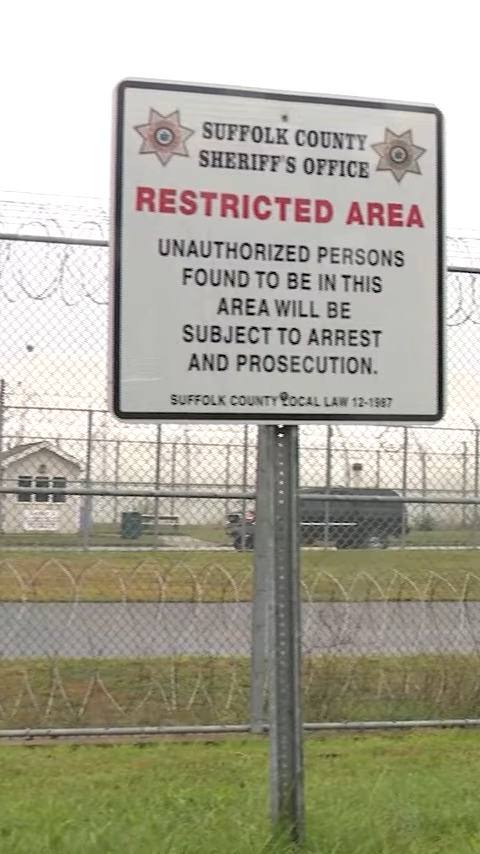 SUFFOLK COUNTY
SHERIFF'S OFFICE
RESTRICTED AREA
UNAUTHORIZED PERSONS
FOUND TO BE IN THIS
AREA WILL BE
SUBJECT TO ARREST
AND PROSECUTION.
SUFFOLK COUNTY LOCAL LAW 12-1987